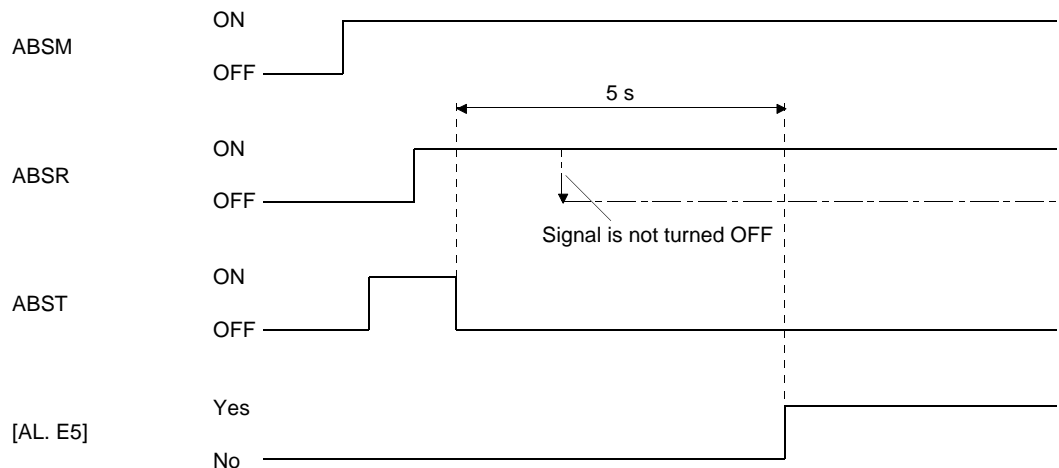 ON
ABSM
OFF
5 s
ON
ABSR
OFF
Signal is not turned OFF
ON
ABST
OFF
Yes
[AL. E5]
No